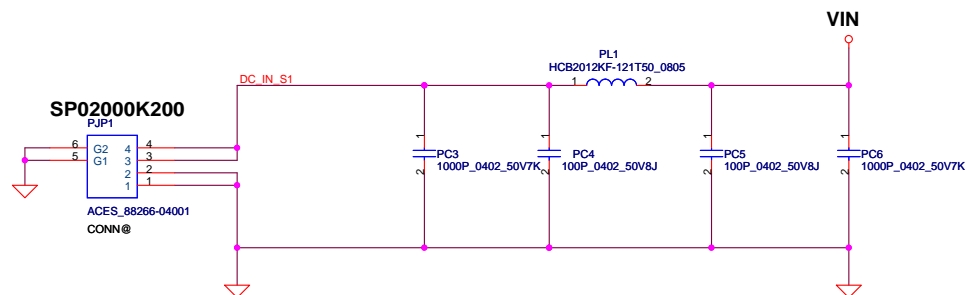 VIN
PL1
HCB2012KF-121T50_0805
DC_IN_S1
1
2
SP02000K200
PJP1
6
G2
4
4
5
G1
3
3
2
2
1
1
ACES_88266-04001
CONN@
1
PC3
1000P_0402_50V7K
2
1
PC4
100P_0402_50V8J
2
1
PC5
100P_0402_50V8J
2
1
PC6
1000P_0402_50V7K
2